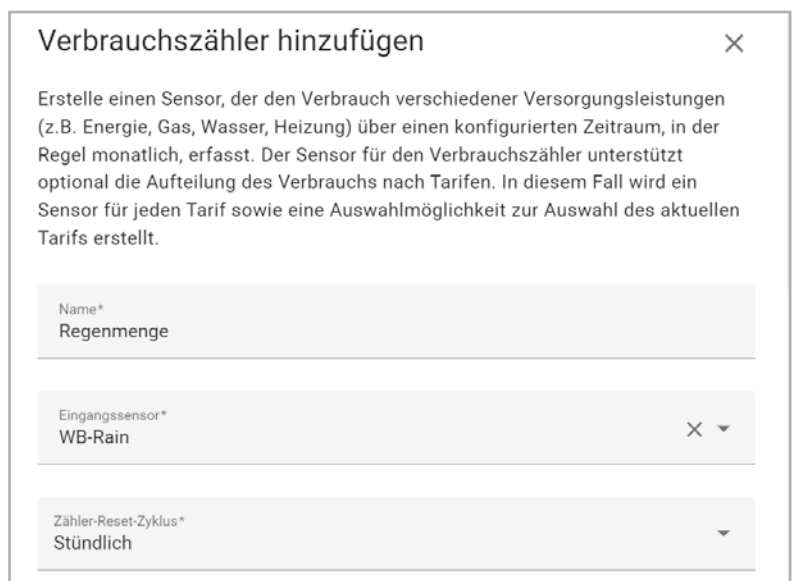 Verbrauchszähler hinzufügen
Erstelle einen Sensor, der den Verbrauch verschiedener Versorgungsleistungen
(z.B. Energie, Gas, Wasser, Heizung) über einen konfigurierten Zeitraum, in der
Regel monatlich, erfasst. Der Sensor für den Verbrauchszähler unterstützt
optional die Aufteilung des Verbrauchs nach Tarifen. In diesem Fall wird ein
Sensor für jeden Tarif sowie eine Auswahlmöglichkeit zur Auswahl des aktuellen
Tarifs erstellt.
Name*
Regenmenge
Eingangssensor*
WB-Rain
Zähler-Reset-Zyklus*
Stündlich